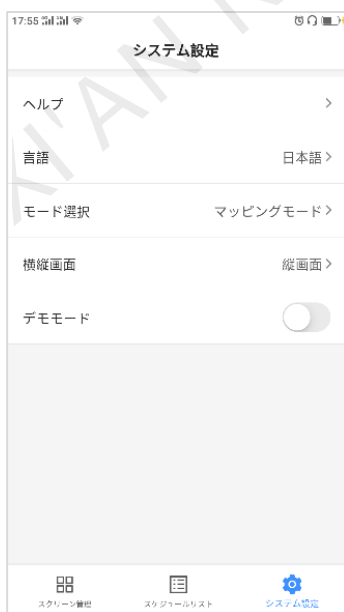 17:55
システム設定
ヘルプ
言語 日本語
モード選択 マッピングモード
横縦画面 縦画面
デモモード
スクリーン管理 スケジュールリスト システム設定
XI'AN N